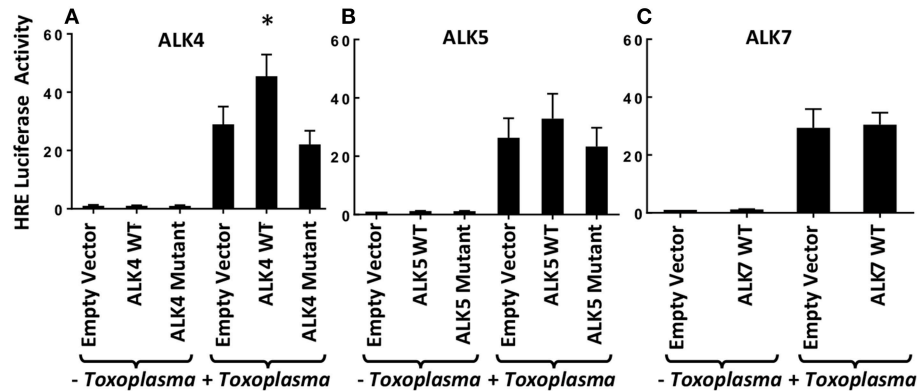 A
*
ALK4
HRE Luciferase Activity
60
40
20
0
Empty Vector
ALK4 WT
ALK4 Mutant
Empty Vector
ALK4 WT
ALK4 Mutant
- Toxoplasma + Toxoplasma
B
ALK5
60
40
20
0
Empty Vector
ALK5 WT
ALK5 Mutant
Empty Vector
ALK5 WT
ALK5 Mutant
- Toxoplasma + Toxoplasma
C
ALK7
60
40
20
0
Empty Vector
ALK7 WT
Empty Vector
ALK7 WT
- Toxoplasma + Toxoplasma